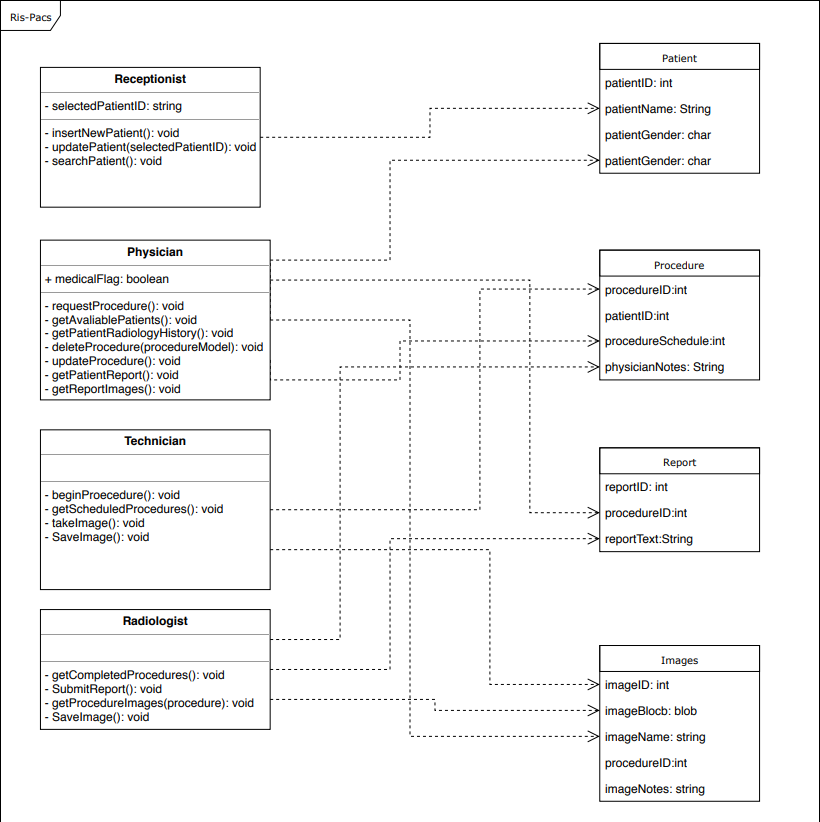 Ris-Pacs
Receptionist
- selectedPatientID: string
- insertNewPatient(): void
- updatePatient(selectedPatientID): void
- searchPatient(): void
Physician
+ medicalFlag: boolean
- requestProcedure(): void
- getAvaliablePatients(): void
- getPatientRadiologyHistory(): void
- deleteProcedure(procedureModel): void
- updateProcedure(): void
- getPatientReport(): void
- getReportImages(): void
Technician
- beginProecedure(): void
- getScheduledProcedures(): void
- takeImage(): void
- SaveImage(): void
Radiologist
- getCompletedProcedures(): void
- SubmitReport(): void
- getProcedureImages(procedure): void
- SaveImage(): void
Patient
patientID: int
patientName: String
patientGender: char
patientGender: char
Procedure
procedureID:int
patientID:int
procedureSchedule:int
physicianNotes: String
Report
reportID: int
procedureID:int
reportText:String
Images
imageID: int
imageBlocb: blob
imageName: string
procedureID:int
imageNotes: string